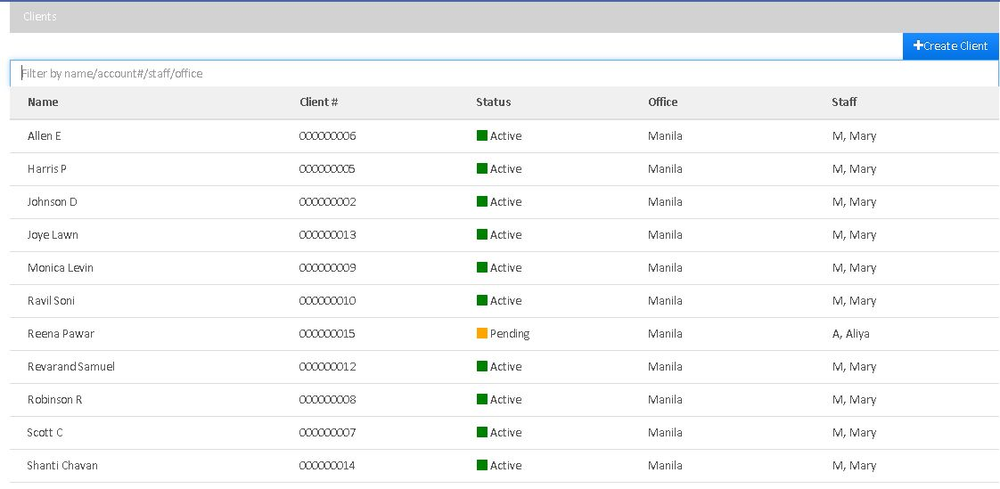 Clients
+Create Client
Filter by name/account#/staff/office
Name Client # Status Office Staff
Allen E 000000006 Active Manila M, Mary
Harris P 000000005 Active Manila M, Mary
Johnson D 000000002 Active Manila M, Mary
Joye Lawn 000000013 Active Manila M, Mary
Monica Levin 000000009 Active Manila M, Mary
Ravil Soni 000000010 Active Manila M, Mary
Reena Pawar 000000015 Pending Manila A, Aliya
Revarand Samuel 000000012 Active Manila M, Mary
Robinson R 000000008 Active Manila M, Mary
Scott C 000000007 Active Manila M, Mary
Shanti Chavan 000000014 Active Manila M, Mary